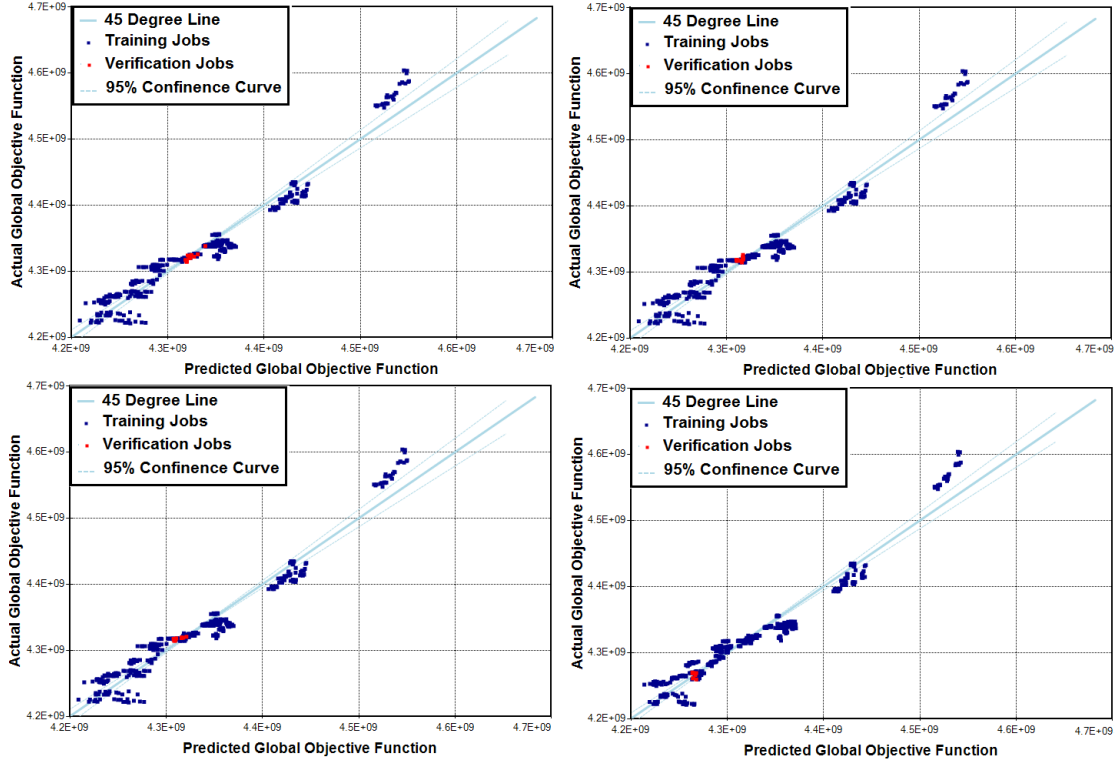 45 Degree Line
Training Jobs
Verification Jobs
95% Confinence Curve
Actual Global Objective Function
4.7E+09
4.6E+09
4.5E+09
4.4E+09
4.3E+09
4.2E+09
4.2E+09 4.3E+09 4.4E+09 4.5E+09 4.6E+09 4.7E+09
Predicted Global Objective Function
45 Degree Line
Training Jobs
Verification Jobs
95% Confinence Curve
Actual Global Objective Function
4.7E+09
4.6E+09
4.5E+09
4.4E+09
4.3E+09
4.2E+09
4.2E+09 4.3E+09 4.4E+09 4.5E+09 4.6E+09 4.7E+09
Predicted Global Objective Function
45 Degree Line
Training Jobs
Verification Jobs
95% Confinence Curve
Actual Global Objective Function
4.7E+09
4.6E+09
4.5E+09
4.4E+09
4.3E+09
4.2E+09
4.2E+09 4.3E+09 4.4E+09 4.5E+09 4.6E+09 4.7E+09
Predicted Global Objective Function
45 Degree Line
Training Jobs
Verification Jobs
95% Confinence Curve
Actual Global Objective Function
4.7E+09
4.6E+09
4.5E+09
4.4E+09
4.3E+09
4.2E+09
4.2E+09 4.3E+09 4.4E+09 4.5E+09 4.6E+09 4.7E+09
Predicted Global Objective Function